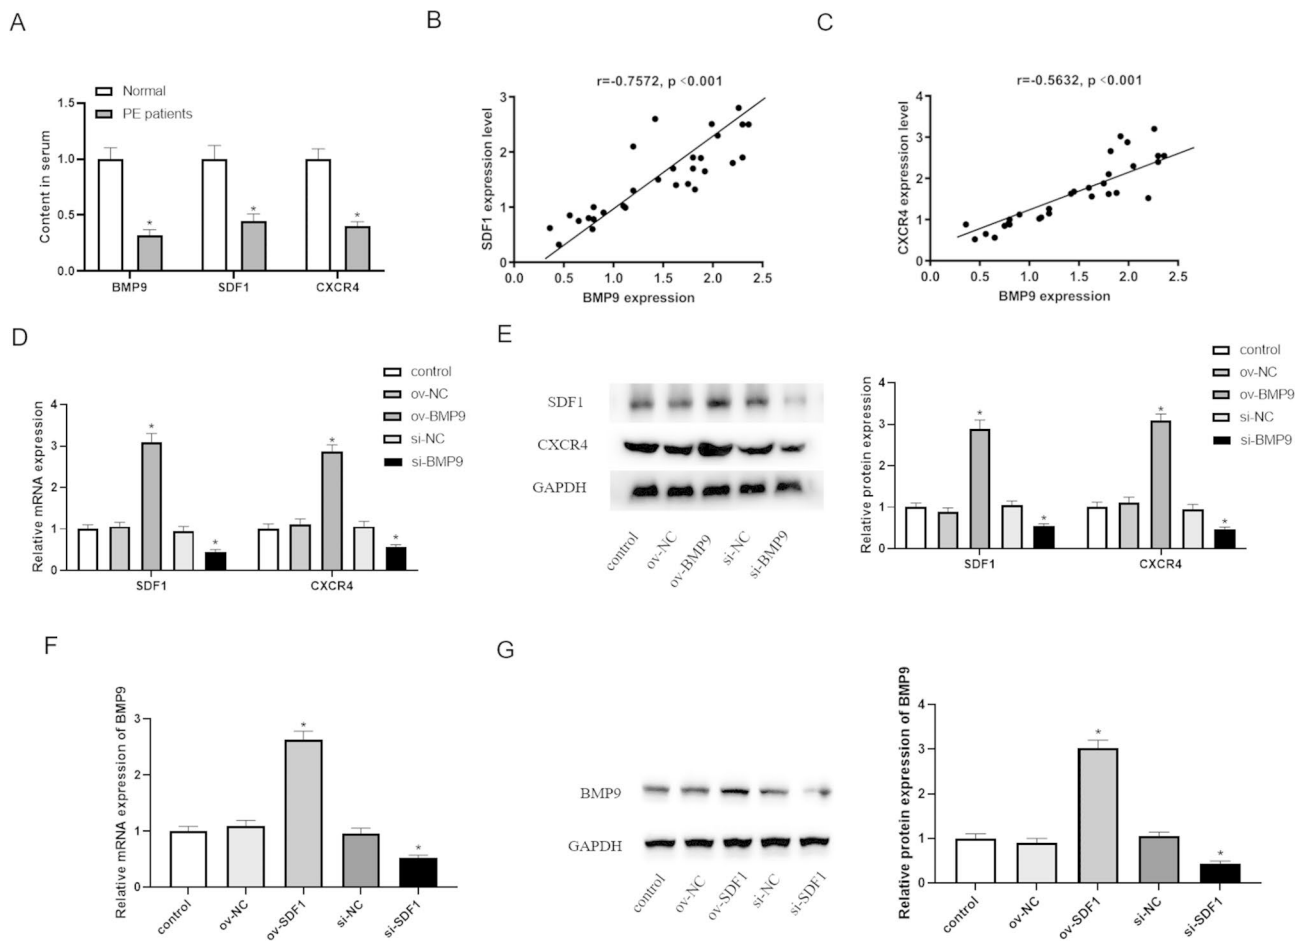 A
Normal
PE patients
Content in serum
1.5
1.0
0.5
0.0
*
*
*
BMP9 SDF1 CXCR4
B
r=-0.7572, p <0.001
SDF1 expression level
3
2
1
0
0.0 0.5 1.0 1.5 2.0 2.5
BMP9 expression
C
r=-0.5632, p <0.001
CXCR4 expression level
4
3
2
1
0
0.0 0.5 1.0 1.5 2.0 2.5
BMP9 expression
D
control
ov-NC
ov-BMP9
si-NC
si-BMP9
Relative mRNA expression
4
3
2
1
0
*
*
*
*
SDF1 CXCR4
E
SDF1
CXCR4
GAPDH
control ov-NC ov-BMP9 si-NC si-BMP9
control
ov-NC
ov-BMP9
si-NC
si-BMP9
Relative protein expression
4
3
2
1
0
*
*
*
*
SDF1 CXCR4
F
Relative mRNA expression of BMP9
3
2
1
0
*
*
control ov-NC ov-SDF1 si-NC si-SDF1
G
BMP9
GAPDH
control ov-NC ov-SDF1 si-NC si-SDF1
Relative protein expression of BMP9
4
3
2
1
0
*
*
control ov-NC ov-SDF1 si-NC si-SDF1